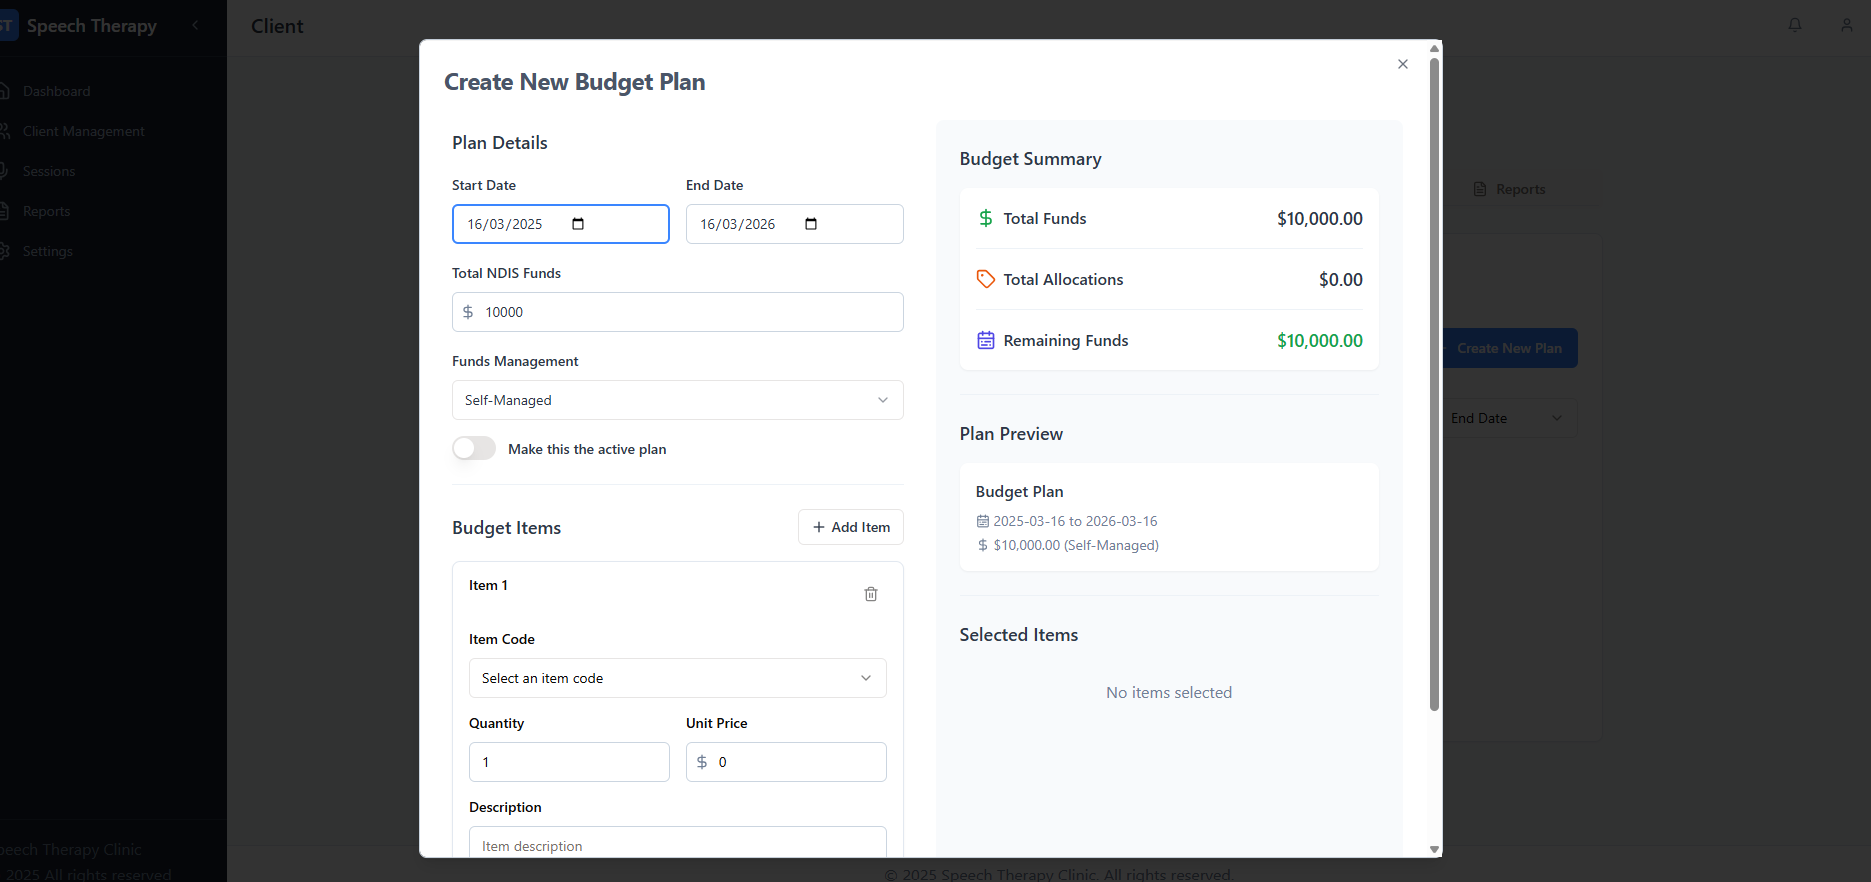 ST Speech Therapy
Client
Dashboard
Client Management
Sessions
Reports
Settings
Speech Therapy Clinic
2025 All rights reserved
Reports
Create New Plan
End Date
© 2025 Speech Therapy Clinic. All rights reserved.
Create New Budget Plan
Plan Details
Start Date
End Date
16/03/2025
16/03/2026
Total NDIS Funds
$ 10000
Funds Management
Self-Managed
Make this the active plan
Budget Items
+ Add Item
Item 1
Item Code
Select an item code
Quantity
Unit Price
1
$ 0
Description
Item description
Budget Summary
$ Total Funds $10,000.00
Total Allocations $0.00
Remaining Funds $10,000.00
Plan Preview
Budget Plan
2025-03-16 to 2026-03-16
$ $10,000.00 (Self-Managed)
Selected Items
No items selected